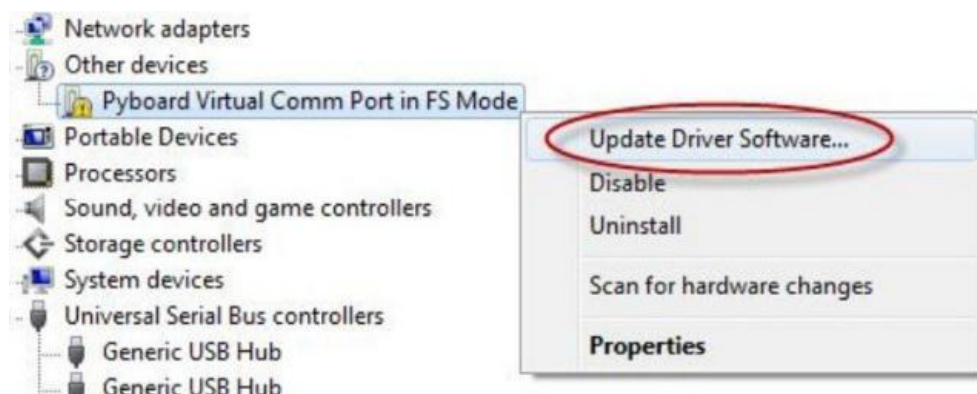 Network adapters
Other devices
Pyboard Virtual Comm Port in FS Mode
Portable Devices
Processors
Sound, video and game controllers
Storage controllers
System devices
Universal Serial Bus controllers
Generic USB Hub
Generic USB Hub
Update Driver Software...
Disable
Uninstall
Scan for hardware changes
Properties